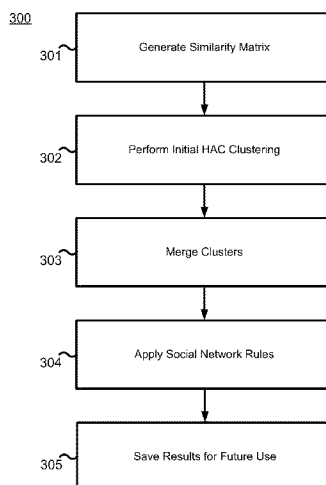 300
301
Generate Similarity Matrix
302
Perform Initial HAC Clustering
303
Merge Clusters
304
Apply Social Network Rules
305
Save Results for Future Use